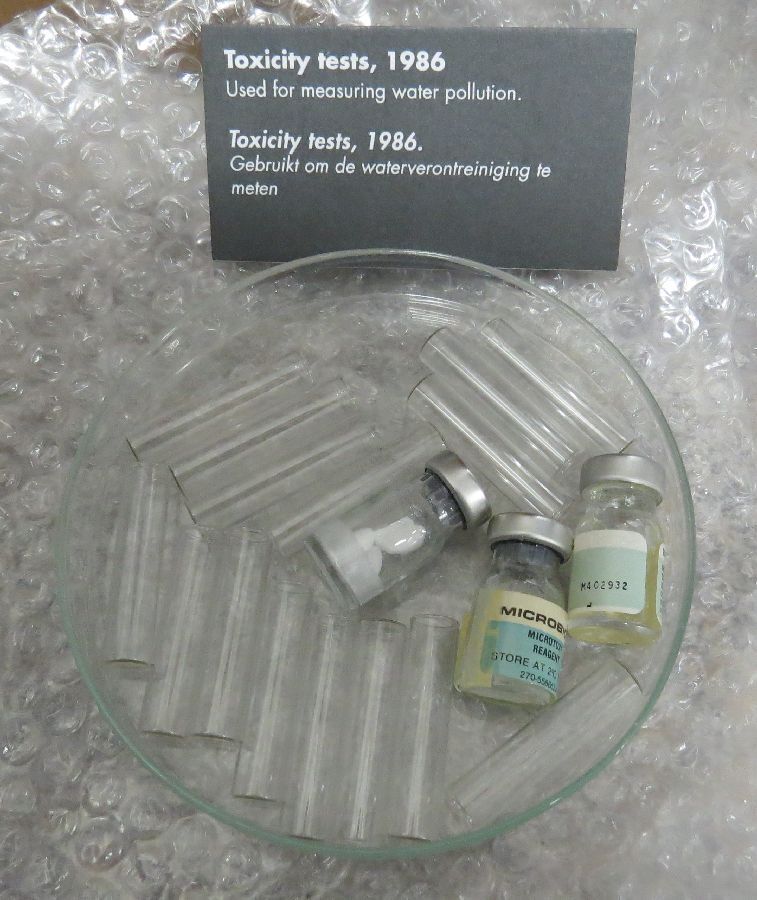 Toxicity tests, 1986
Used for measuring water pollution.
Toxicity tests, 1986.
Gebruikt om de waterverontreiniging te
meten
M402932
REAGENT
STORE AT 2°C